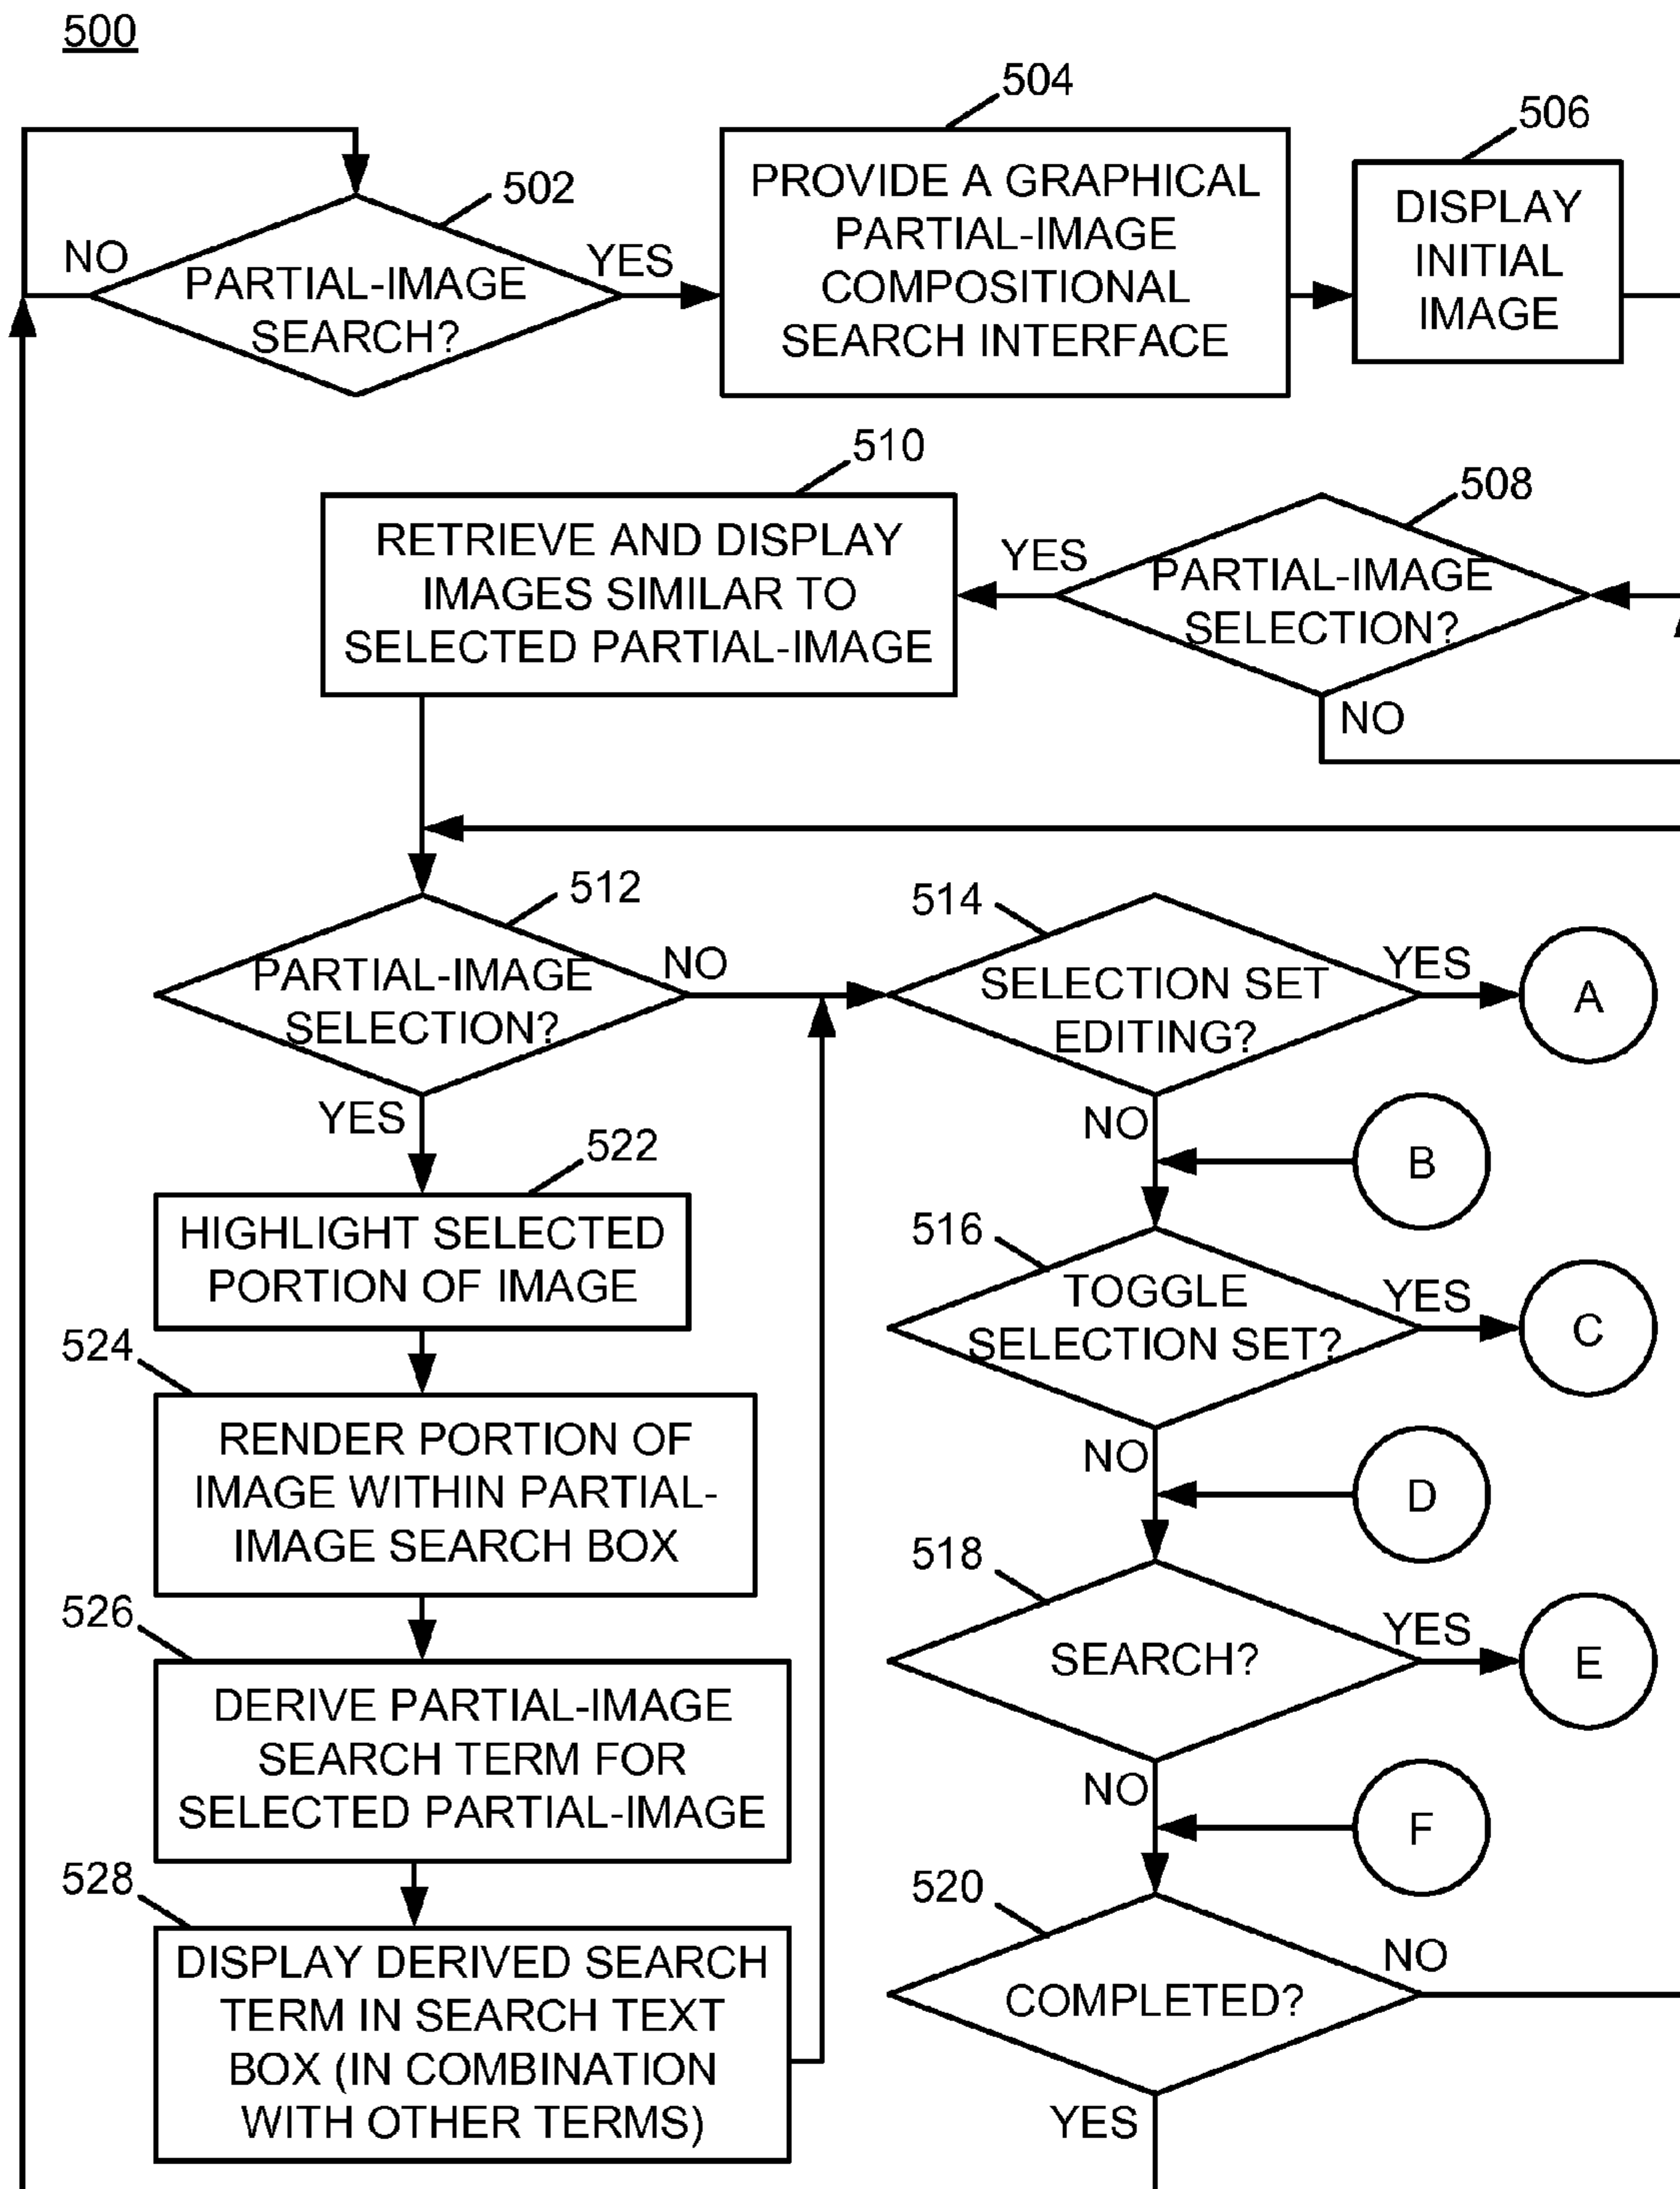 500
504
506
502
PROVIDE A GRAPHICAL
PARTIAL-IMAGE
COMPOSITIONAL
SEARCH INTERFACE
DISPLAY
INITIAL
IMAGE
NO
YES
PARTIAL-IMAGE
SEARCH?
510
508
RETRIEVE AND DISPLAY
IMAGES SIMILAR TO
SELECTED PARTIAL-IMAGE
YES
PARTIAL-IMAGE
SELECTION?
NO
512
514
PARTIAL-IMAGE
SELECTION?
NO
SELECTION SET
EDITING?
YES
A
YES
NO
B
522
HIGHLIGHT SELECTED
PORTION OF IMAGE
516
TOGGLE
SELECTION SET?
YES
C
524
RENDER PORTION OF
IMAGE WITHIN PARTIAL-
IMAGE SEARCH BOX
NO
D
518
526
SEARCH?
YES
E
DERIVE PARTIAL-IMAGE
SEARCH TERM FOR
SELECTED PARTIAL-IMAGE
NO
F
528
520
DISPLAY DERIVED SEARCH
TERM IN SEARCH TEXT
BOX (IN COMBINATION
WITH OTHER TERMS)
COMPLETED?
NO
YES